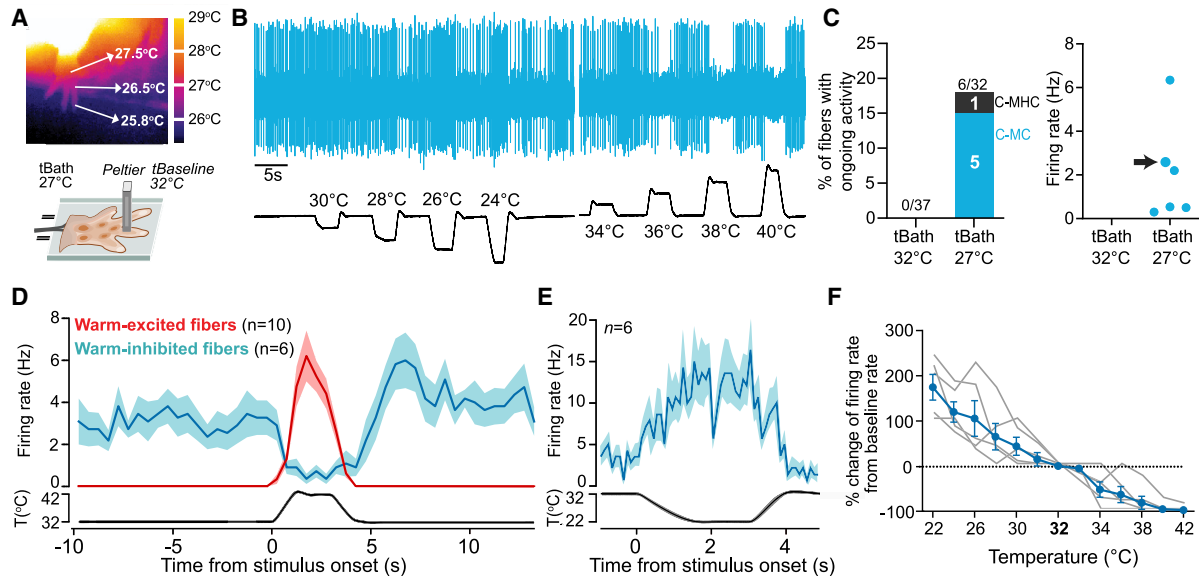 A
29°C
28°C
27°C
26°C
27.5°C
26.5°C
25.8°C
tBath
27°C
Peltier
tBaseline
32°C
B
5s
30°C
28°C
26°C
24°C
34°C
36°C
38°C
40°C
C
% of fibers with
ongoing activity
25
20
15
10
5
0
0/37
6/32
1
5
C-MHC
C-MC
tBath
32°C
tBath
27°C
Firing rate (Hz)
8
6
4
2
0
tBath
32°C
tBath
27°C
D
Warm-excited fibers (n=10)
Warm-inhibited fibers (n=6)
Firing rate (Hz)
8
6
4
2
0
T(°C)
42
32
-10
-5
0
5
10
Time from stimulus onset (s)
E
n=6
Firing rate (Hz)
20
15
10
5
0
T(°C)
32
22
0
2
4
Time from stimulus onset (s)
F
% change of firing rate
from baseline rate
300
200
100
0
-100
22
26
30
32
34
38
42
Temperature (°C)